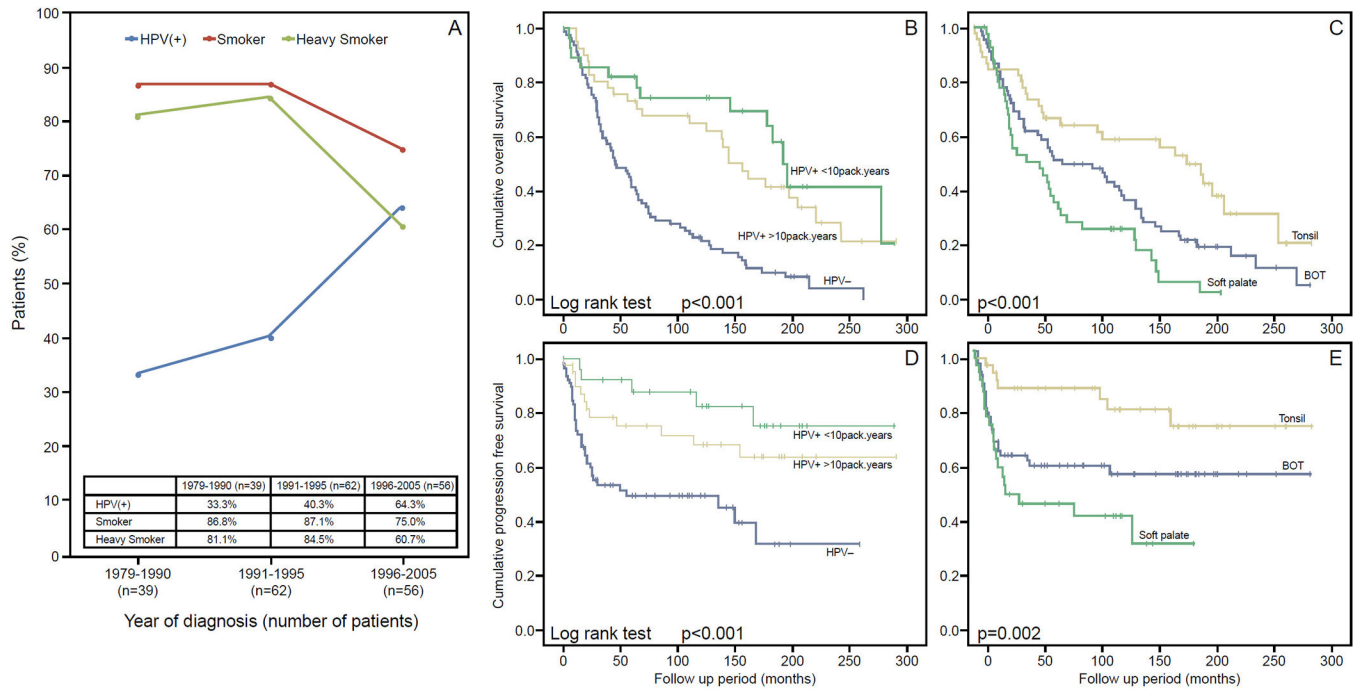 A
HPV(+) Smoker Heavy Smoker
Patients (%)
100
90
80
70
60
50
40
30
20
10
0
1979-1990 (n=39) 1991-1995 (n=62) 1996-2005 (n=56)
HPV(+) 33.3% 40.3% 64.3%
Smoker 86.8% 87.1% 75.0%
Heavy Smoker 81.1% 84.5% 60.7%
1979-1990 1991-1995 1996-2005
(n=39) (n=62) (n=56)
Year of diagnosis (number of patients)
B
Cumulative overall survival
1.0
0.8
0.6
0.4
0.2
0.0
HPV+ <10pack.years
HPV+ >10pack.years
HPV–
Log rank test p<0.001
0 50 100 150 200 250 300
C
1.0
0.8
0.6
0.4
0.2
0.0
Tonsil
BOT
Soft palate
p<0.001
0 50 100 150 200 250 300
D
Cumulative progression free survival
1.0
0.8
0.6
0.4
0.2
0.0
HPV+ <10pack.years
HPV+ >10pack.years
HPV–
Log rank test p<0.001
0 50 100 150 200 250 300
Follow up period (months)
E
1.0
0.8
0.6
0.4
0.2
0.0
Tonsil
BOT
Soft palate
p=0.002
0 50 100 150 200 250 300
Follow up period (months)